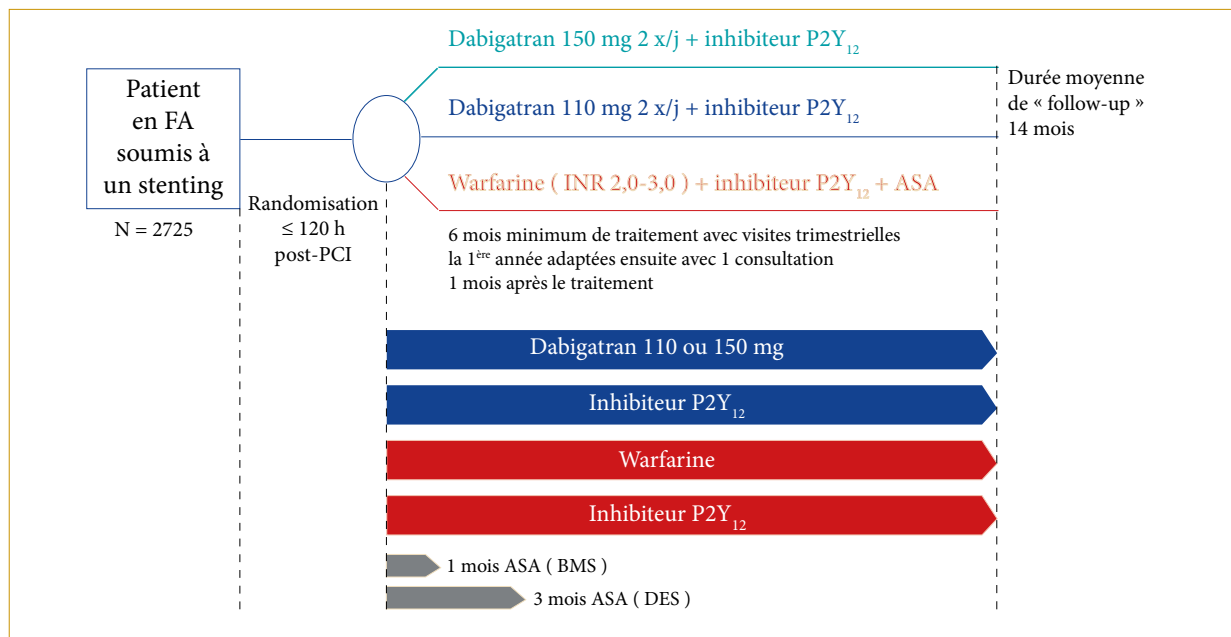 Dabigatran 150 mg 2 x/j + inhibiteur P2Y12
Patient
en FA
soumis à
un stenting
N = 2725
Randomisation
≤ 120 h
post-PCI
Dabigatran 110 mg 2 x/j + inhibiteur P2Y12
Warfarine ( INR 2,0-3,0 ) + inhibiteur P2Y12 + ASA
Durée moyenne
de « follow-up »
14 mois
6 mois minimum de traitement avec visites trimestrielles
la 1ère année adaptées ensuite avec 1 consultation
1 mois après le traitement
Dabigatran 110 ou 150 mg
Inhibiteur P2Y12
Warfarine
Inhibiteur P2Y12
1 mois ASA ( BMS )
3 mois ASA ( DES )